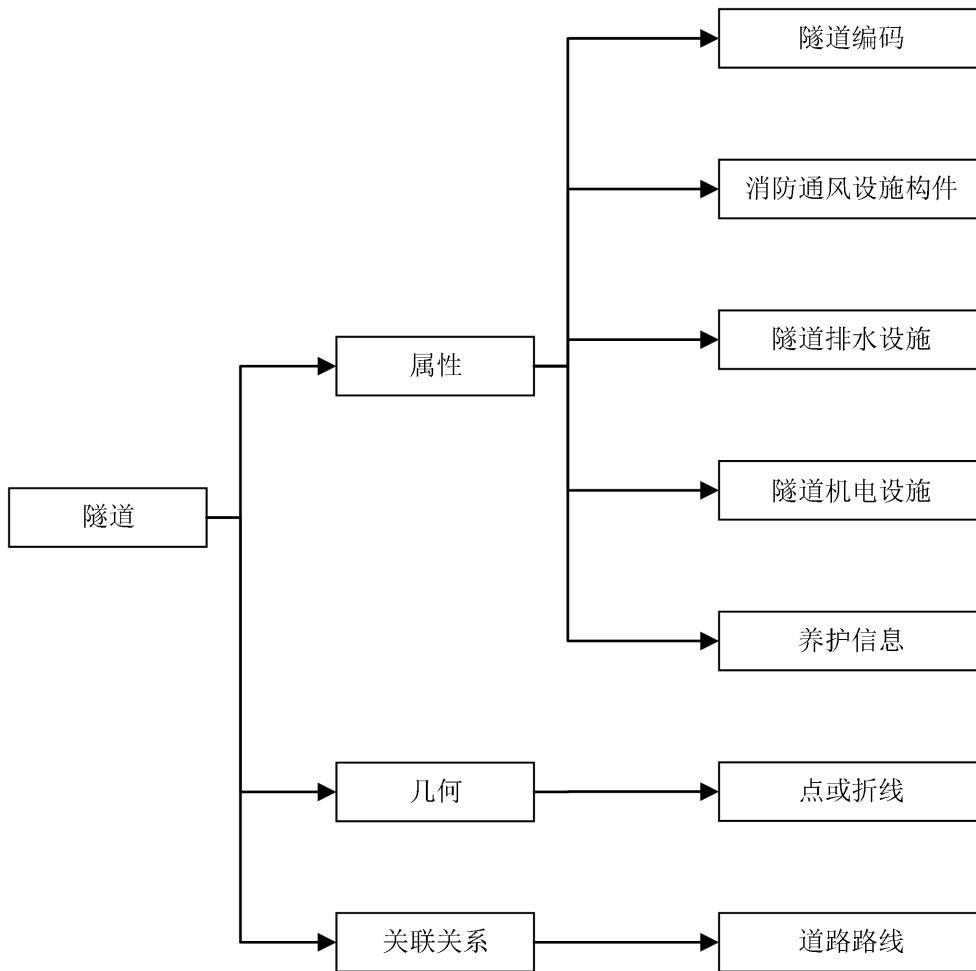 隧道编码
消防通风设施构件
隧道排水设施
属性
隧道机电设施
隧道
养护信息
几何
点或折线
关联关系
道路路线